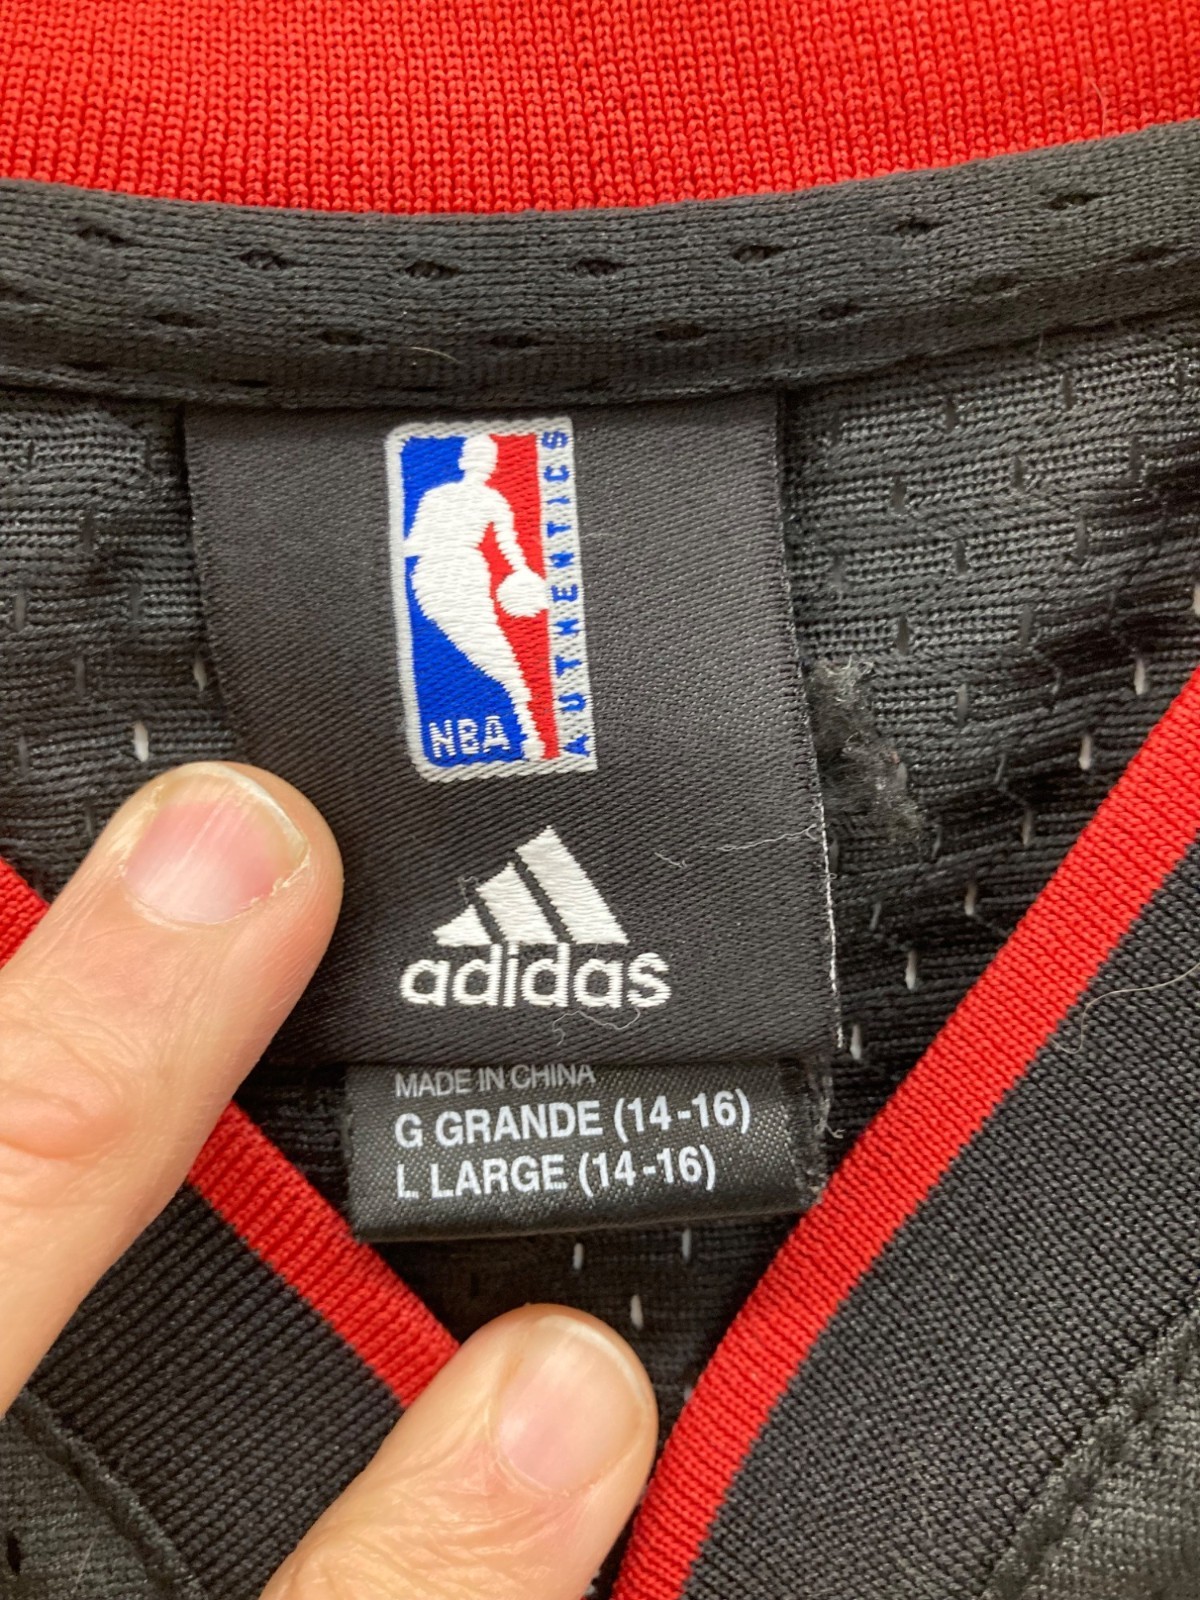 NBA
AUTHENTICS
adidas
MADE IN CHINA
G GRANDE (14-16)
L LARGE (14-16)